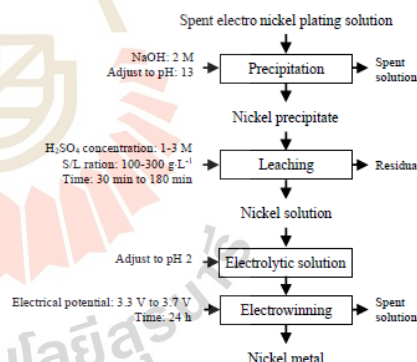 Spent electro nickel plating solution
NaOH: 2 M
Adjust to pH: 13
Precipitation
Spent
solution
Nickel precipitate
H₂SO₄ concentration: 1-3 M
S/L ration: 100-300 g·L⁻¹
Time: 30 min to 180 min
Leaching
Residua
Nickel solution
Adjust to pH 2
Electrolytic solution
Electrical potential: 3.3 V to 3.7 V
Time: 24 h
Electrowinning
Spent
solution
Nickel metal